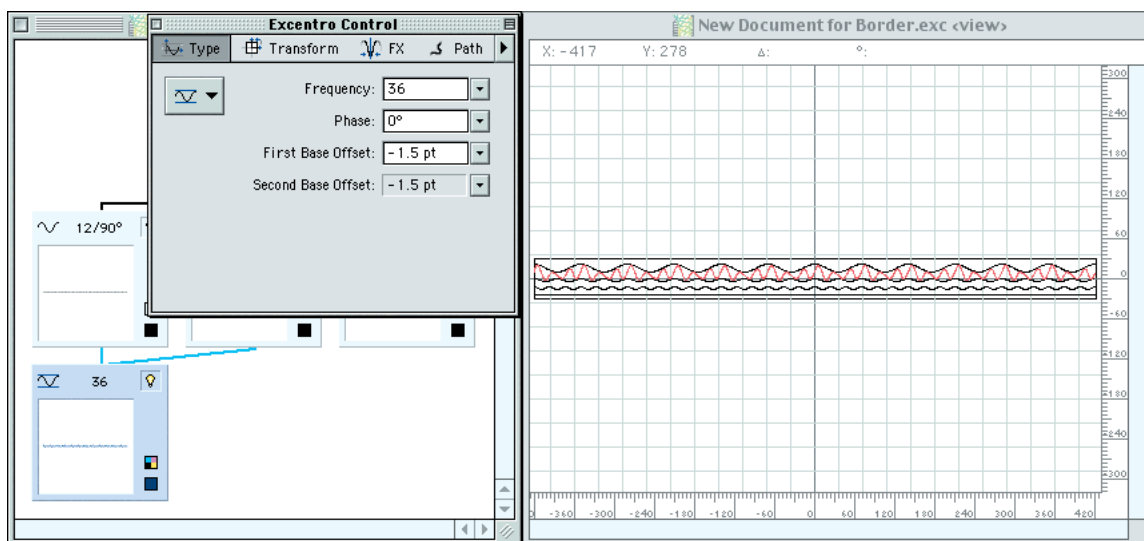 Excentro Control
New Document for Border.exc <view>
Type Transform FX Path
X: -417 Y: 278 Δ: °:
Frequency: 36
Phase: 0°
First Base Offset: -1.5 pt
Second Base Offset: -1.5 pt
12/90°
36
300
240
180
120
60
0
-60
-120
-180
-240
-300
-360 -300 -240 -180 -120 -60 0 60 120 180 240 300 360 420